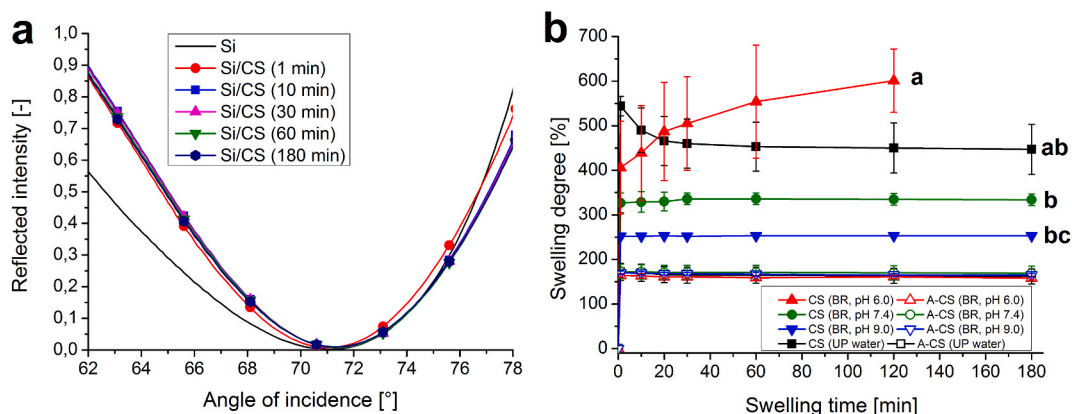 a
Reflected intensity [-]
1,0
0,9
0,8
0,7
0,6
0,5
0,4
0,3
0,2
0,1
0,0
62 64 66 68 70 72 74 76 78
Angle of incidence [°]
Si
Si/CS (1 min)
Si/CS (10 min)
Si/CS (30 min)
Si/CS (60 min)
Si/CS (180 min)
b
Swelling degree [%]
700
600
500
400
300
200
100
0
0 20 40 60 80 100 120 140 160 180
Swelling time [min]
a
ab
b
bc
CS (BR, pH 6.0) A-CS (BR, pH 6.0)
CS (BR, pH 7.4) A-CS (BR, pH 7.4)
CS (BR, pH 9.0) A-CS (BR, pH 9.0)
CS (UP water) A-CS (UP water)